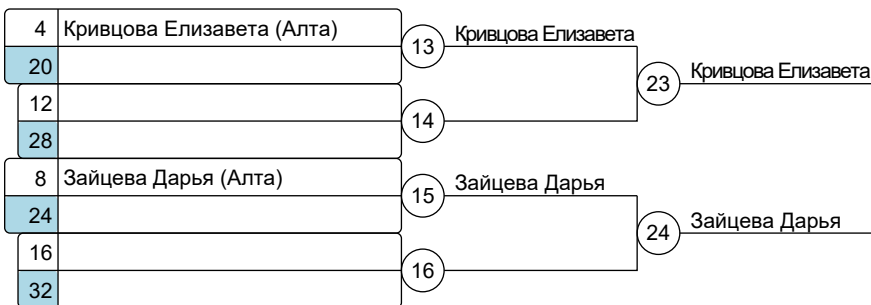 4 Кривцова Елизавета (Алта)
20
13 Кривцова Елизавета
12
28
14
23 Кривцова Елизавета
8 Зайцева Дарья (Алта)
24
15 Зайцева Дарья
16
32
16
24 Зайцева Дарья